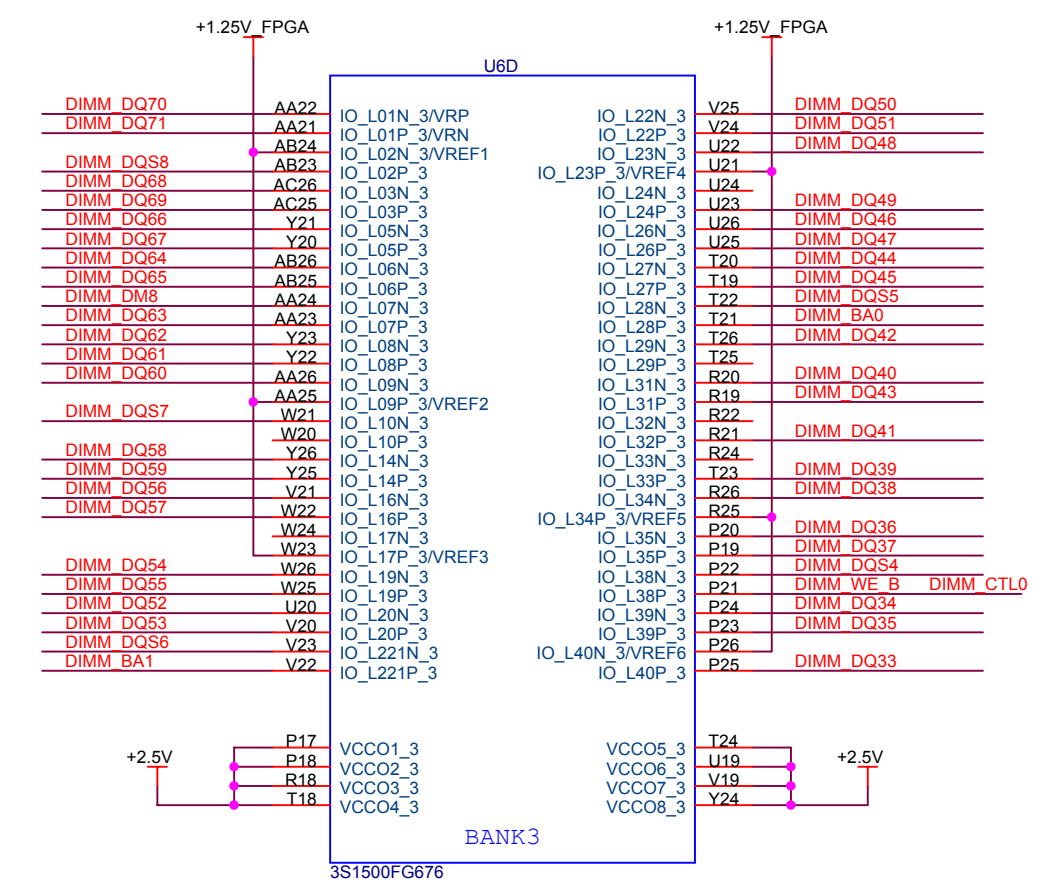 +1.25V_FPGA +1.25V_FPGA
U6D
DIMM_DQ70 AA22 IO_L01N_3/VRP IO_L22N_3 V25 DIMM_DQ50
DIMM_DQ71 AA21 IO_L01P_3/VRN IO_L22P_3 V24 DIMM_DQ51
AB24 IO_L02N_3/VREF1 IO_L23N_3 U22 DIMM_DQ48
DIMM_DQS8 AB23 IO_L02P_3 IO_L23P_3/VREF4 U21
DIMM_DQ68 AC26 IO_L03N_3 IO_L24N_3 U24
DIMM_DQ69 AC25 IO_L03P_3 IO_L24P_3 U23 DIMM_DQ49
DIMM_DQ66 Y21 IO_L05N_3 IO_L26N_3 U26 DIMM_DQ46
DIMM_DQ67 Y20 IO_L05P_3 IO_L26P_3 U25 DIMM_DQ47
DIMM_DQ64 AB26 IO_L06N_3 IO_L27N_3 T20 DIMM_DQ44
DIMM_DQ65 AB25 IO_L06P_3 IO_L27P_3 T19 DIMM_DQ45
DIMM_DM8 AA24 IO_L07N_3 IO_L28N_3 T22 DIMM_DQS5
DIMM_DQ63 AA23 IO_L07P_3 IO_L28P_3 T21 DIMM_BA0
DIMM_DQ62 Y23 IO_L08N_3 IO_L29N_3 T26 DIMM_DQ42
DIMM_DQ61 Y22 IO_L08P_3 IO_L29P_3 T25
DIMM_DQ60 AA26 IO_L09N_3 IO_L31N_3 R20 DIMM_DQ40
AA25 IO_L09P_3/VREF2 IO_L31P_3 R19 DIMM_DQ43
DIMM_DQS7 W21 IO_L10N_3 IO_L32N_3 R22
W20 IO_L10P_3 IO_L32P_3 R21 DIMM_DQ41
DIMM_DQ58 Y26 IO_L14N_3 IO_L33N_3 R24
DIMM_DQ59 Y25 IO_L14P_3 IO_L33P_3 T23 DIMM_DQ39
DIMM_DQ56 V21 IO_L16N_3 IO_L34N_3 R26 DIMM_DQ38
DIMM_DQ57 W22 IO_L16P_3 IO_L34P_3/VREF5 R25
W24 IO_L17N_3 IO_L35N_3 P20 DIMM_DQ36
W23 IO_L17P_3/VREF3 IO_L35P_3 P19 DIMM_DQ37
DIMM_DQ54 W26 IO_L19N_3 IO_L38N_3 P22 DIMM_DQS4
DIMM_DQ55 W25 IO_L19P_3 IO_L38P_3 P21 DIMM_WE_B DIMM_CTL0
DIMM_DQ52 U20 IO_L20N_3 IO_L39N_3 P24 DIMM_DQ34
DIMM_DQ53 V20 IO_L20P_3 IO_L39P_3 P23 DIMM_DQ35
DIMM_DQS6 V23 IO_L221N_3 IO_L40N_3/VREF6 P26
DIMM_BA1 V22 IO_L221P_3 IO_L40P_3 P25 DIMM_DQ33
P17 VCCO1_3 VCCO5_3 T24
+2.5V P18 VCCO2_3 VCCO6_3 U19 +2.5V
R18 VCCO3_3 VCCO7_3 V19
T18 VCCO4_3 VCCO8_3 Y24
BANK3
3S1500FG676